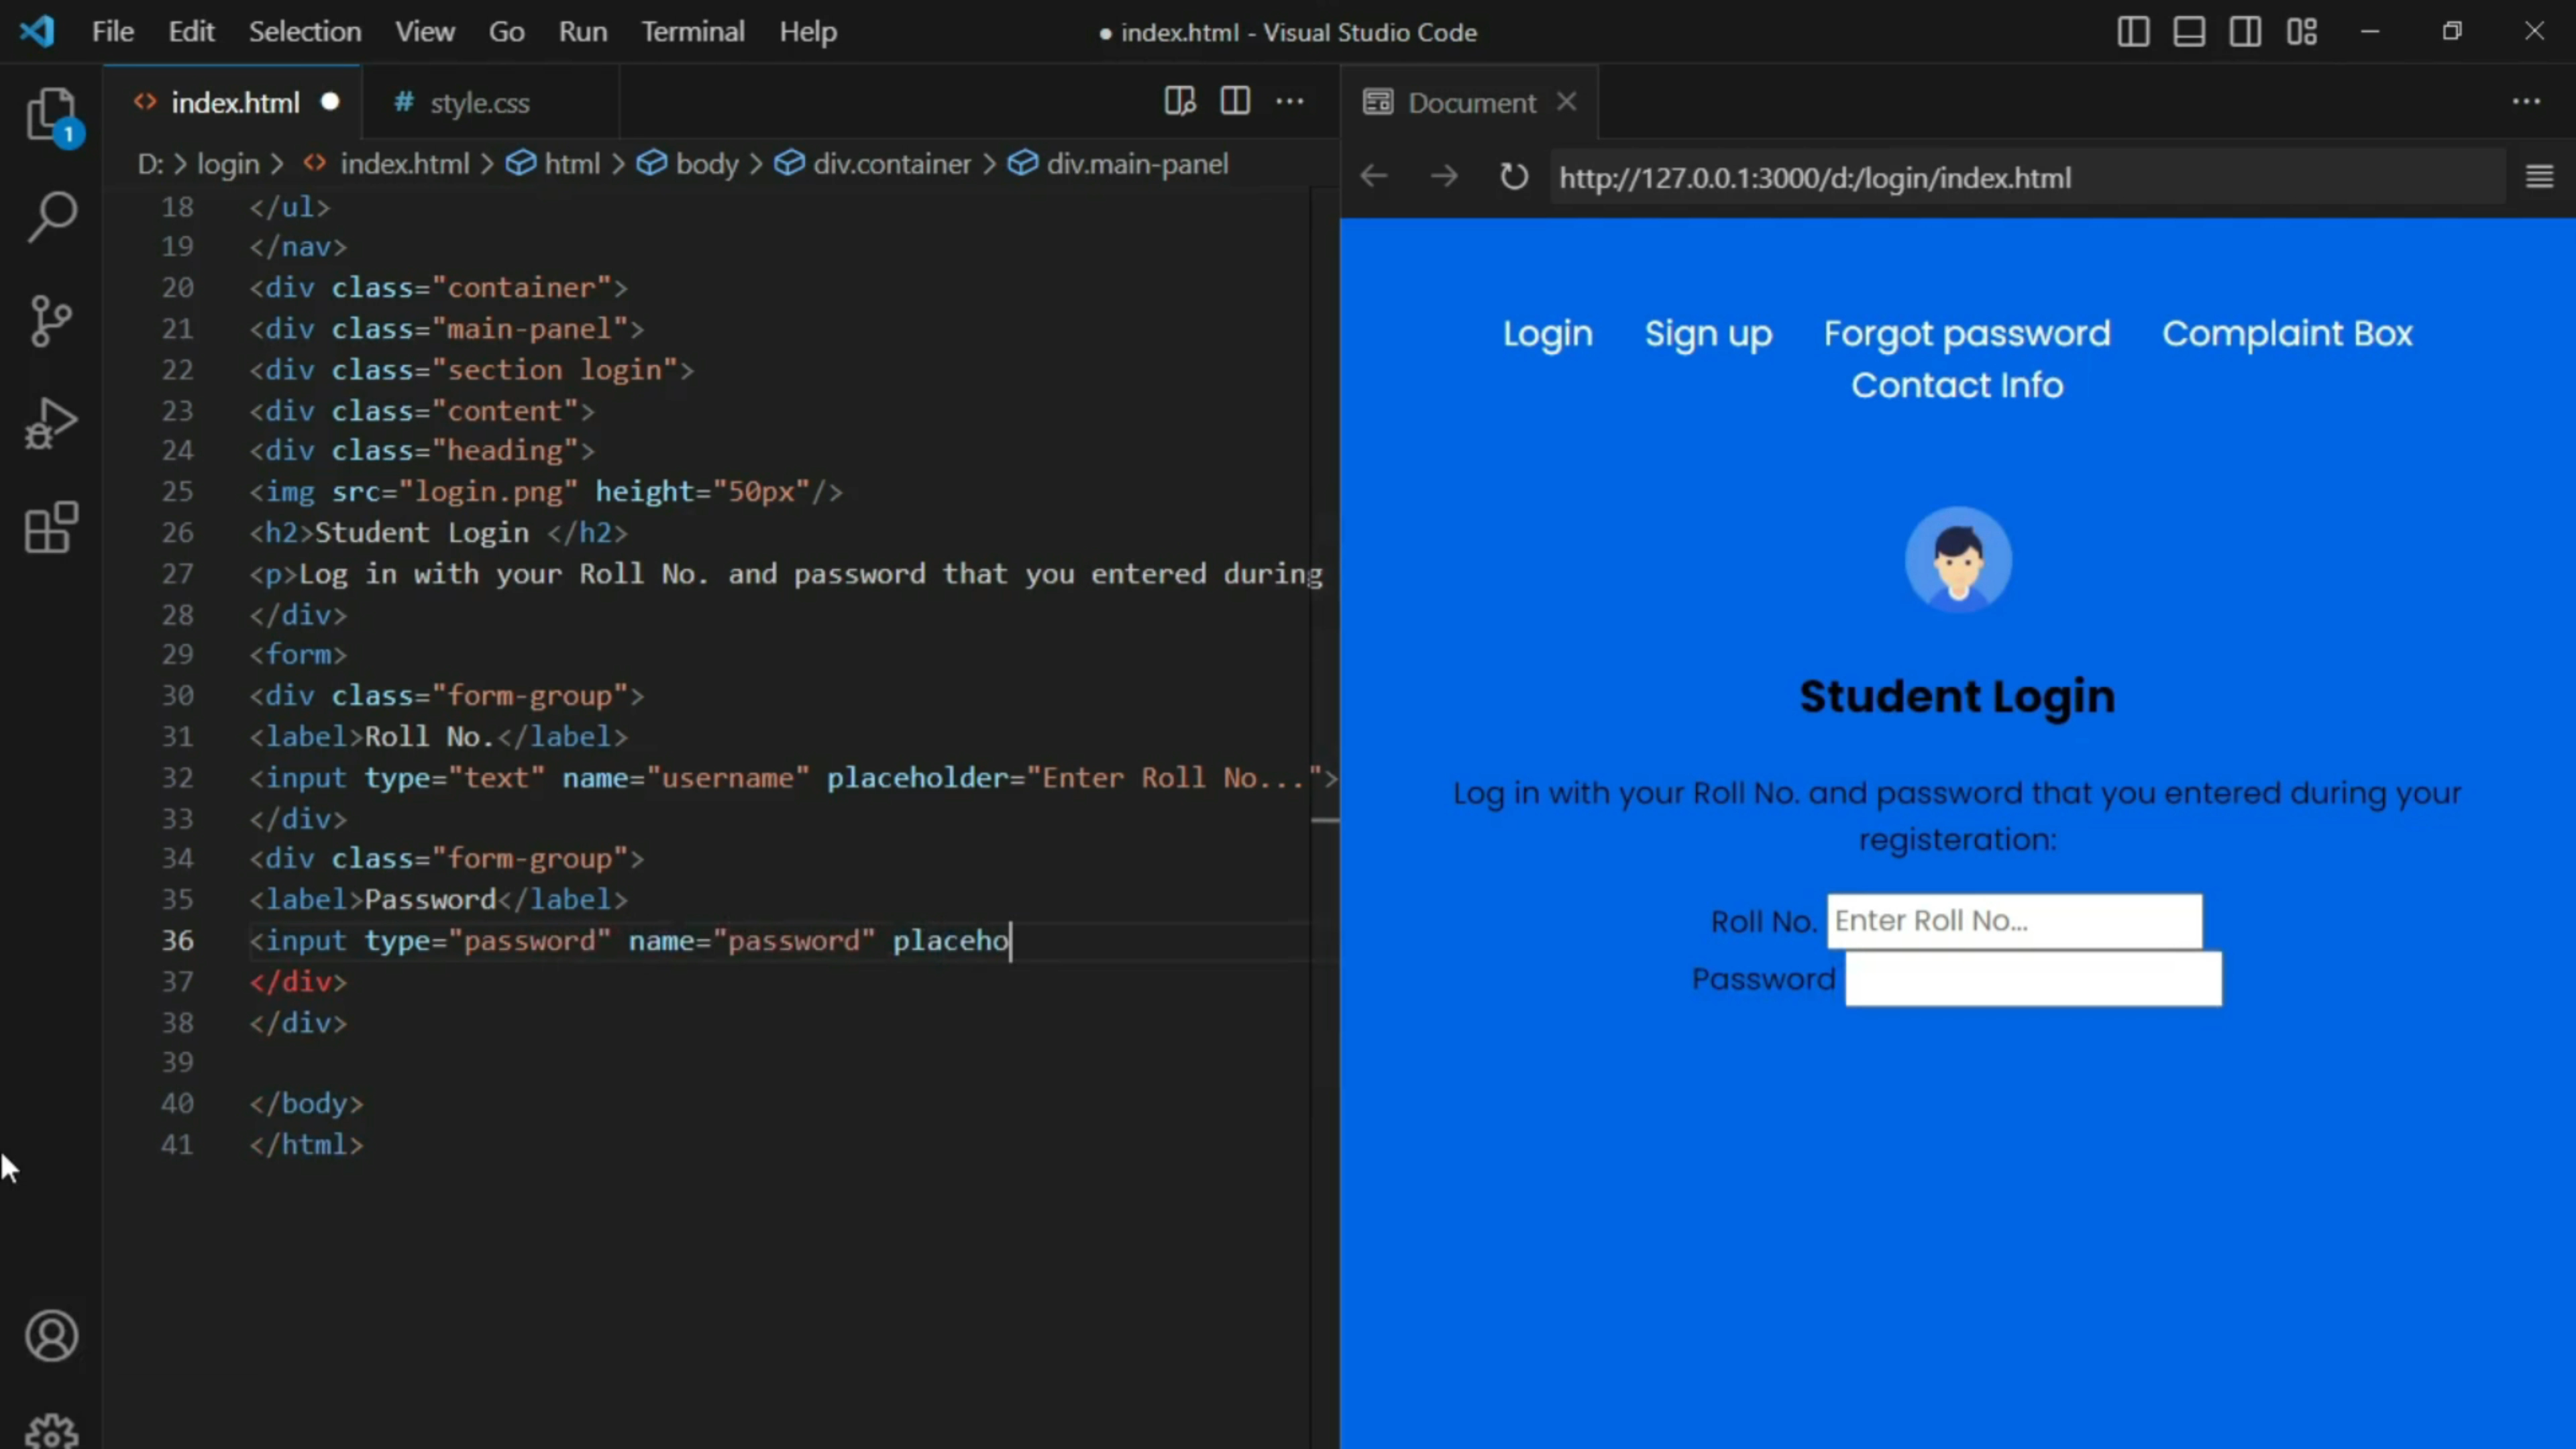 File Edit Selection View Go Run Terminal Help
● index.html - Visual Studio Code
1
<> index.html ●
# style.css
D: > login > <> index.html > html > body > div.container > div.main-panel
18 </ul>
19 </nav>
20 <div class="container">
21 <div class="main-panel">
22 <div class="section login">
23 <div class="content">
24 <div class="heading">
25 <img src="login.png" height="50px"/>
26 <h2>Student Login </h2>
27 <p>Log in with your Roll No. and password that you entered during
28 </div>
29 <form>
30 <div class="form-group">
31 <label>Roll No.</label>
32 <input type="text" name="username" placeholder="Enter Roll No...">
33 </div>
34 <div class="form-group">
35 <label>Password</label>
36 <input type="password" name="password" placeho
37 </div>
38 </div>
39
40 </body>
41 </html>
Document
http://127.0.0.1:3000/d:/login/index.html
Login Sign up Forgot password Complaint Box
Contact Info
Student Login
Log in with your Roll No. and password that you entered during your
registeration:
Roll No. Enter Roll No...
Password